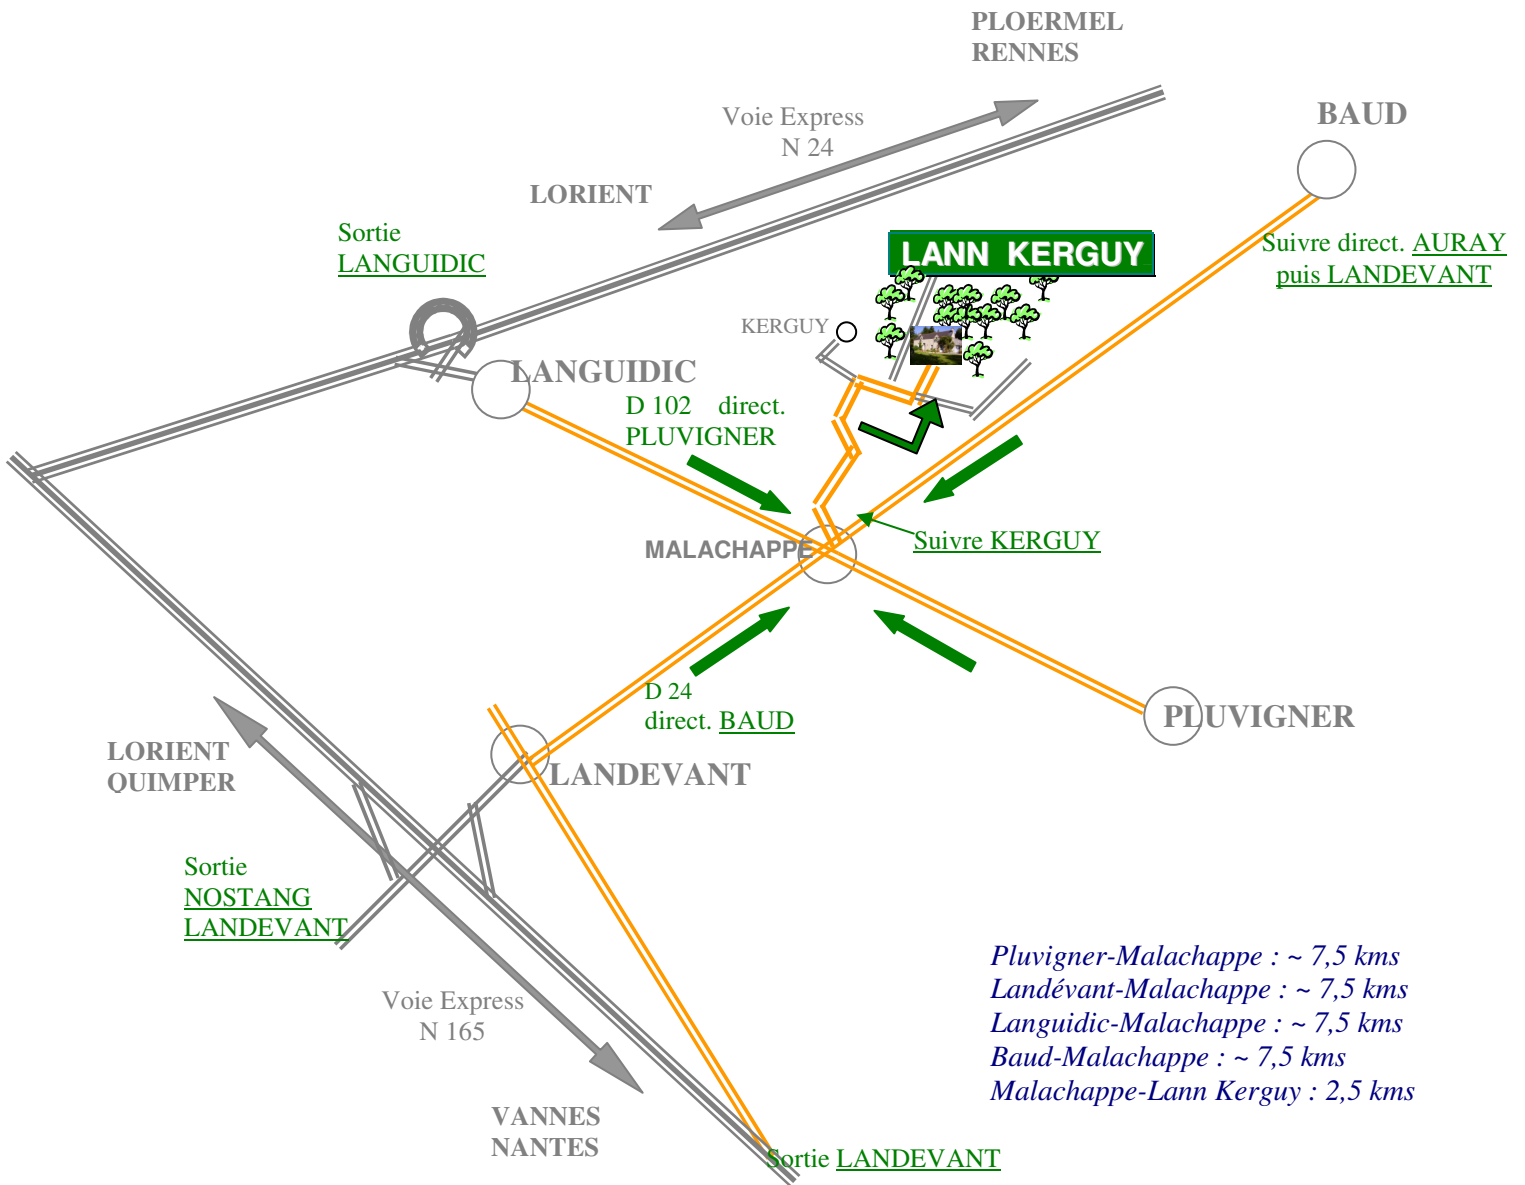 PLOERMEL
RENNES
BAUD
Voie Express
N 24
LORIENT
Sortie
LANGUIDIC
LANN KERGUY
Suivre direct. AURAY
puis LANDEVANT
KERGUY
LANGUIDIC
D 102 direct.
PLUVIGNER
MALACHAPPE
Suivre KERGUY
D 24
direct. BAUD
PLUVIGNER
LORIENT
QUIMPER
LANDEVANT
Sortie
NOSTANG
LANDEVANT
Voie Express
N 165
Pluvigner-Malachappe : ~ 7,5 kms
Landévant-Malachappe : ~ 7,5 kms
Languidic-Malachappe : ~ 7,5 kms
Baud-Malachappe : ~ 7,5 kms
Malachappe-Lann Kerguy : 2,5 kms
VANNES
NANTES
Sortie LANDEVANT